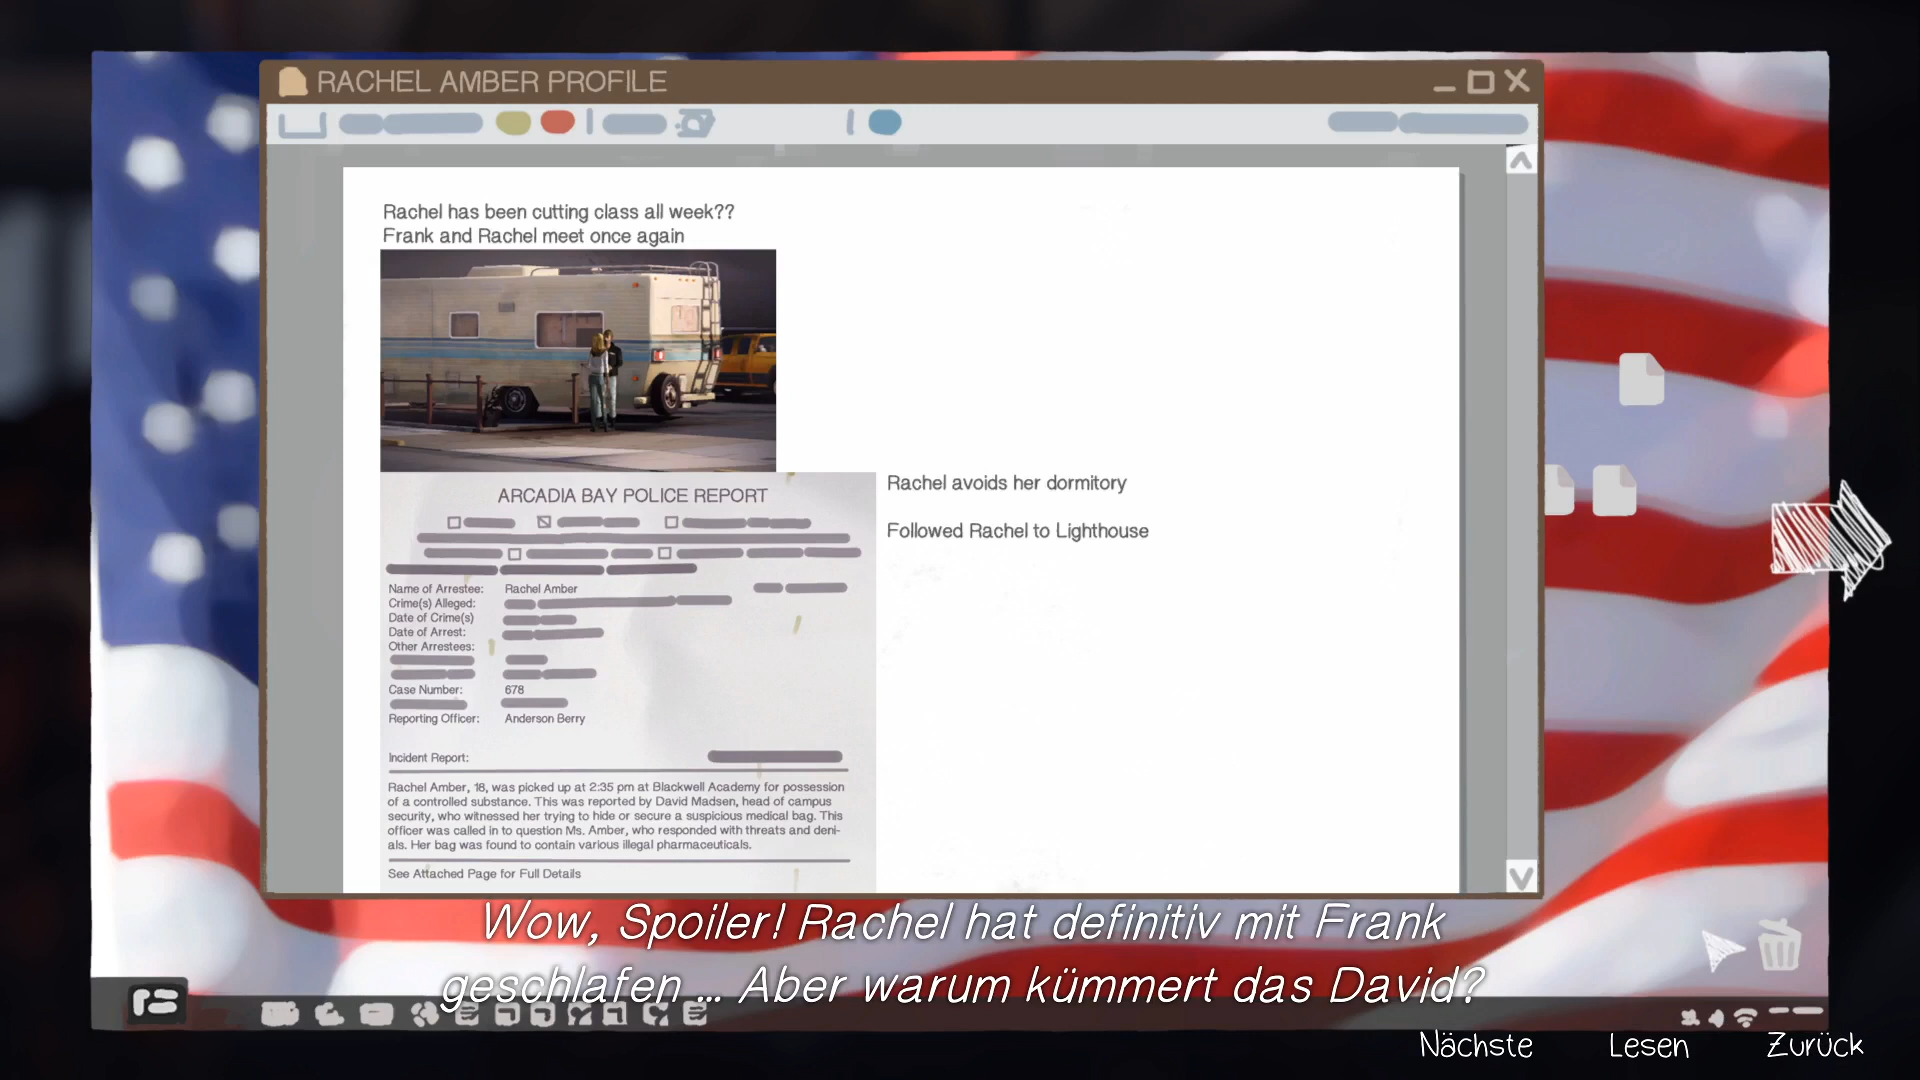 RACHEL AMBER PROFILE
Rachel has been cutting class all week??
Frank and Rachel meet once again
Rachel avoids her dormitory
Followed Rachel to Lighthouse
ARCADIA BAY POLICE REPORT
Name of Arrestee: Rachel Amber
Crime(s) Alleged:
Date of Crime(s)
Date of Arrest:
Other Arrestees:
Case Number: 678
Reporting Officer: Anderson Berry
Incident Report:
Rachel Amber, 18, was picked up at 2:35 pm at Blackwell Academy for possession
of a controlled substance. This was reported by David Madsen, head of campus
security, who witnessed her trying to hide or secure a suspicious medical bag. This
officer was called in to question Ms. Amber, who responded with threats and deni-
als. Her bag was found to contain various illegal pharmaceuticals.
See Attached Page for Full Details
Wow, Spoiler! Rachel hat definitiv mit Frank
geschlafen ... Aber warum kümmert das David?
Nächste Lesen Zurück